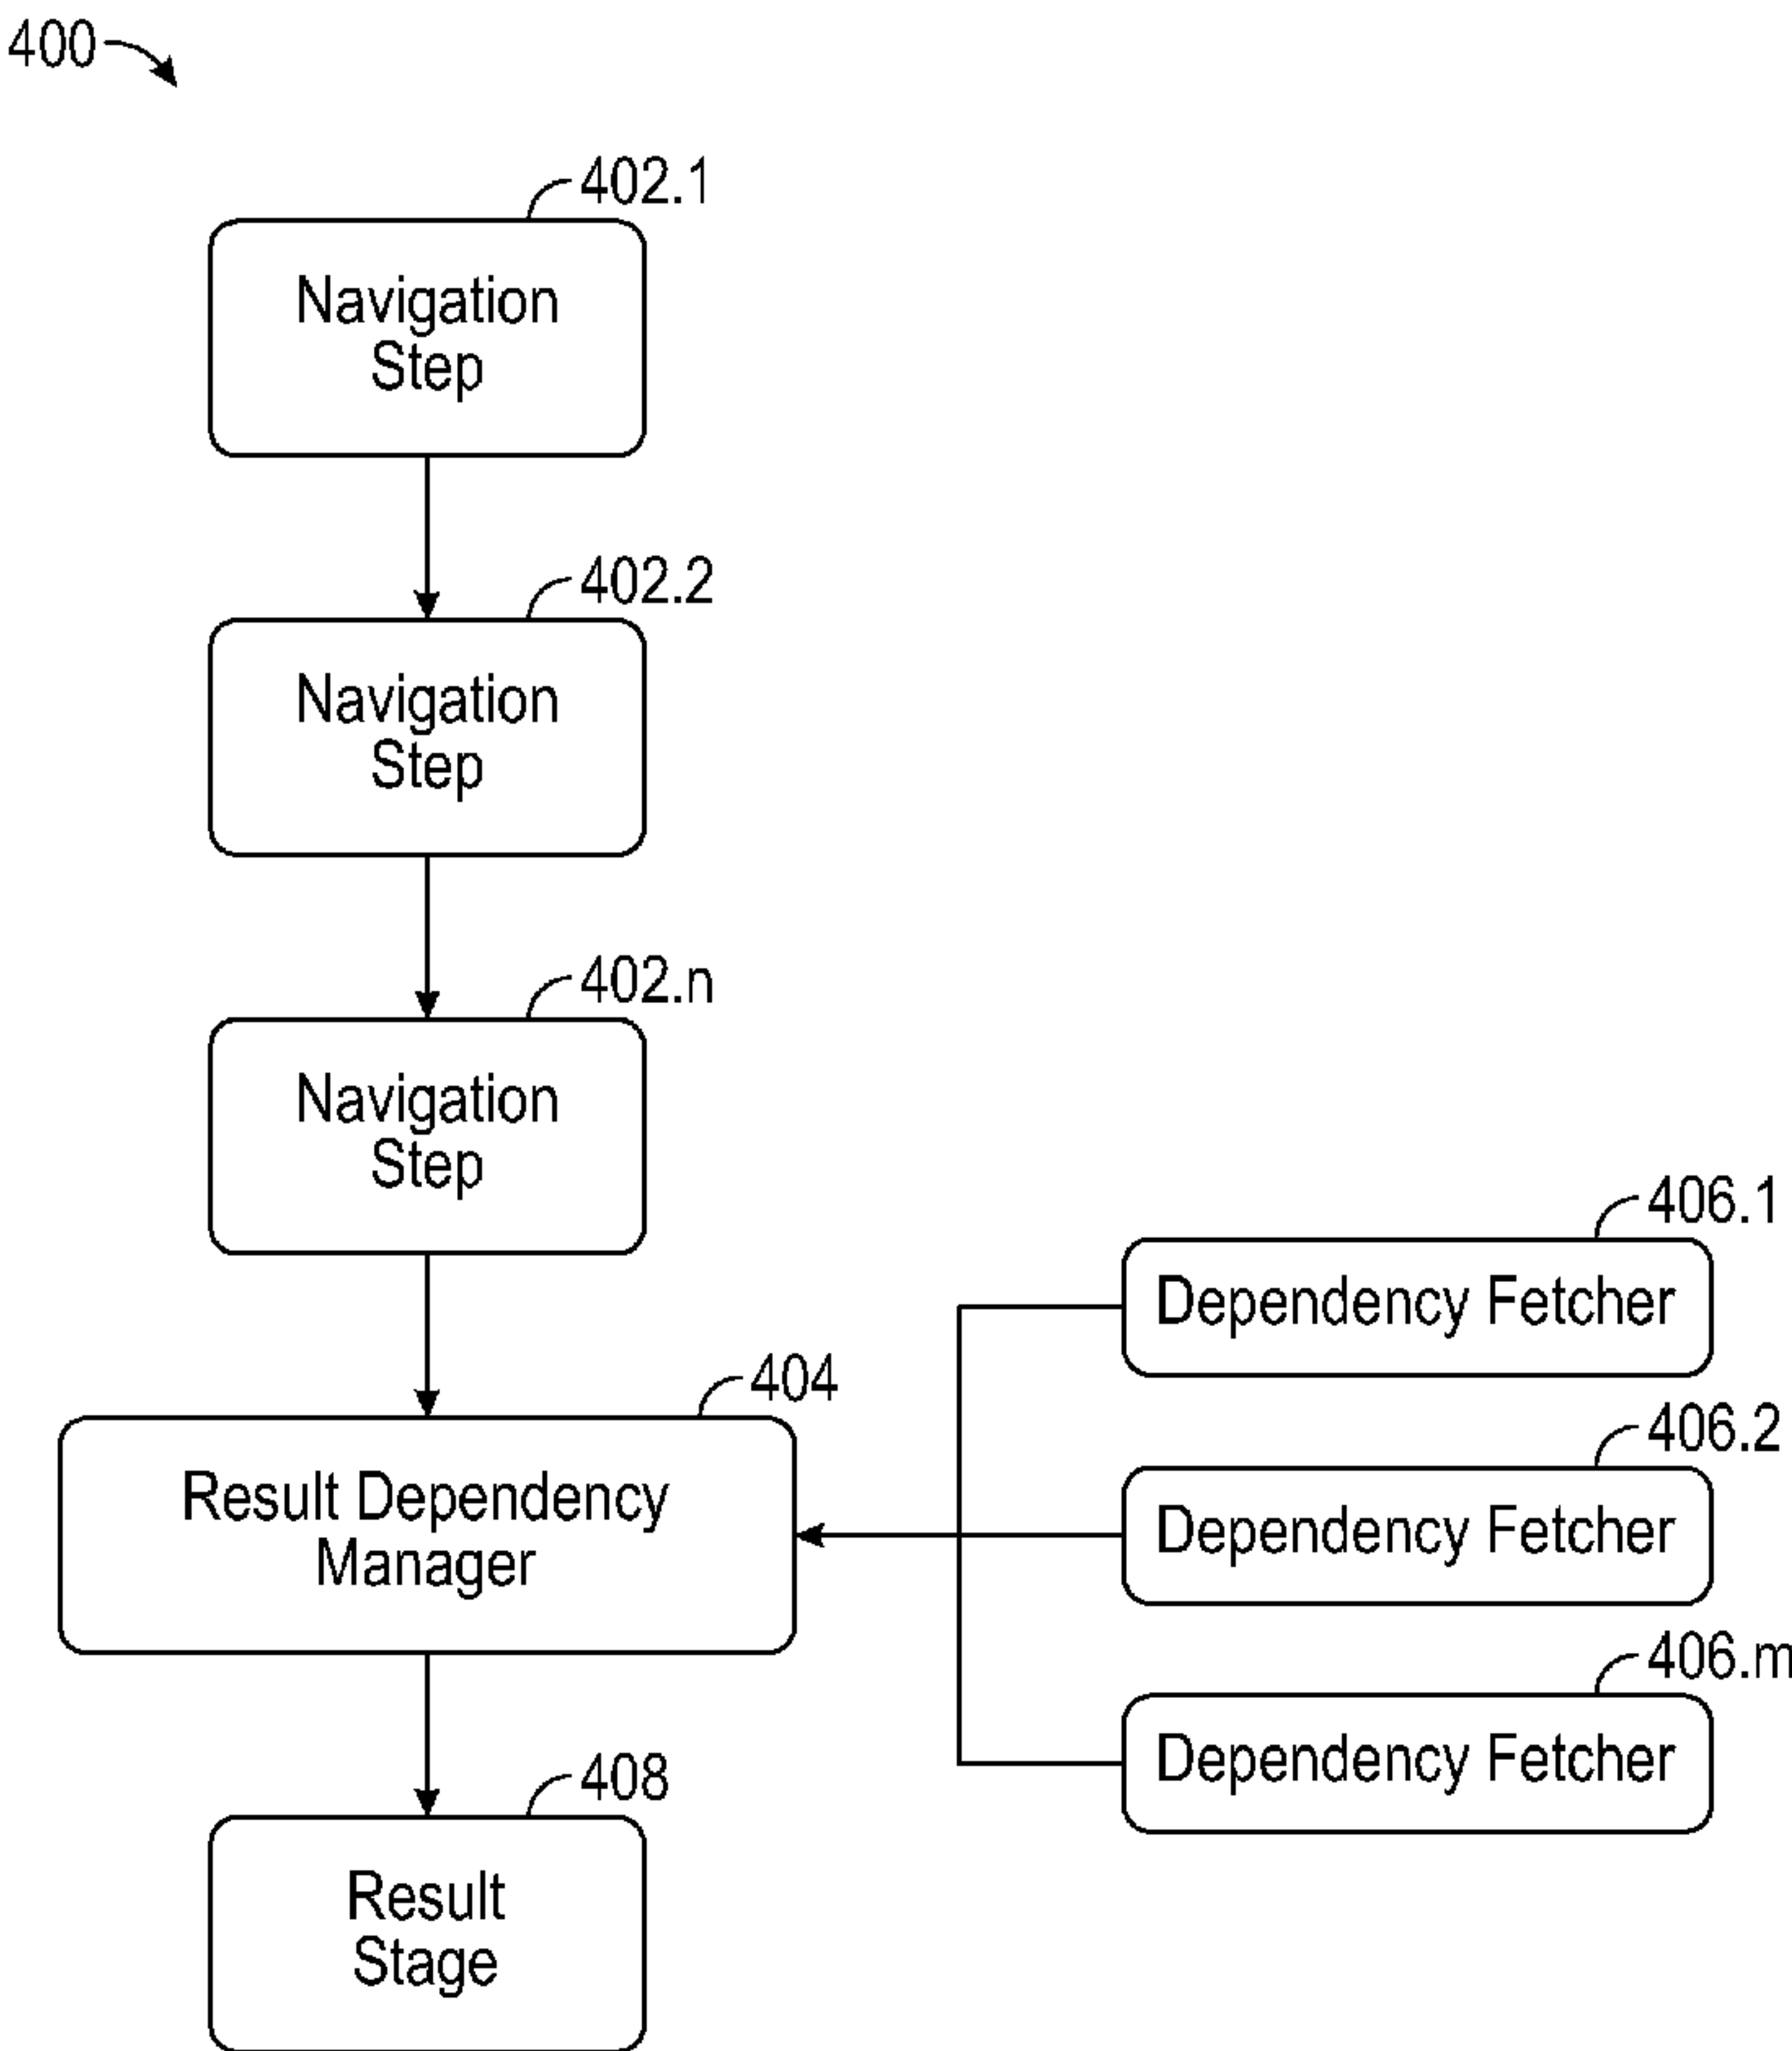 400
402.1
Navigation
Step
402.2
Navigation
Step
402.n
Navigation
Step
406.1
Dependency Fetcher
404
Result Dependency
Manager
406.2
Dependency Fetcher
406.m
Dependency Fetcher
408
Result
Stage